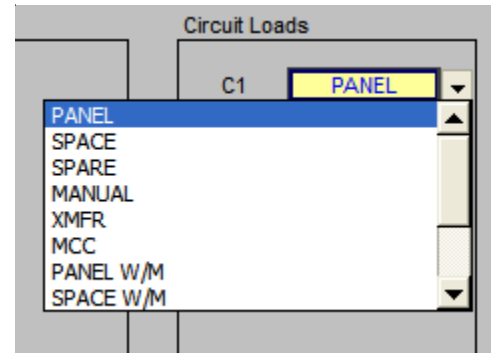 Circuit Loads
C1 PANEL
PANEL
SPACE
SPARE
MANUAL
XMFR
MCC
PANEL W/M
SPACE W/M